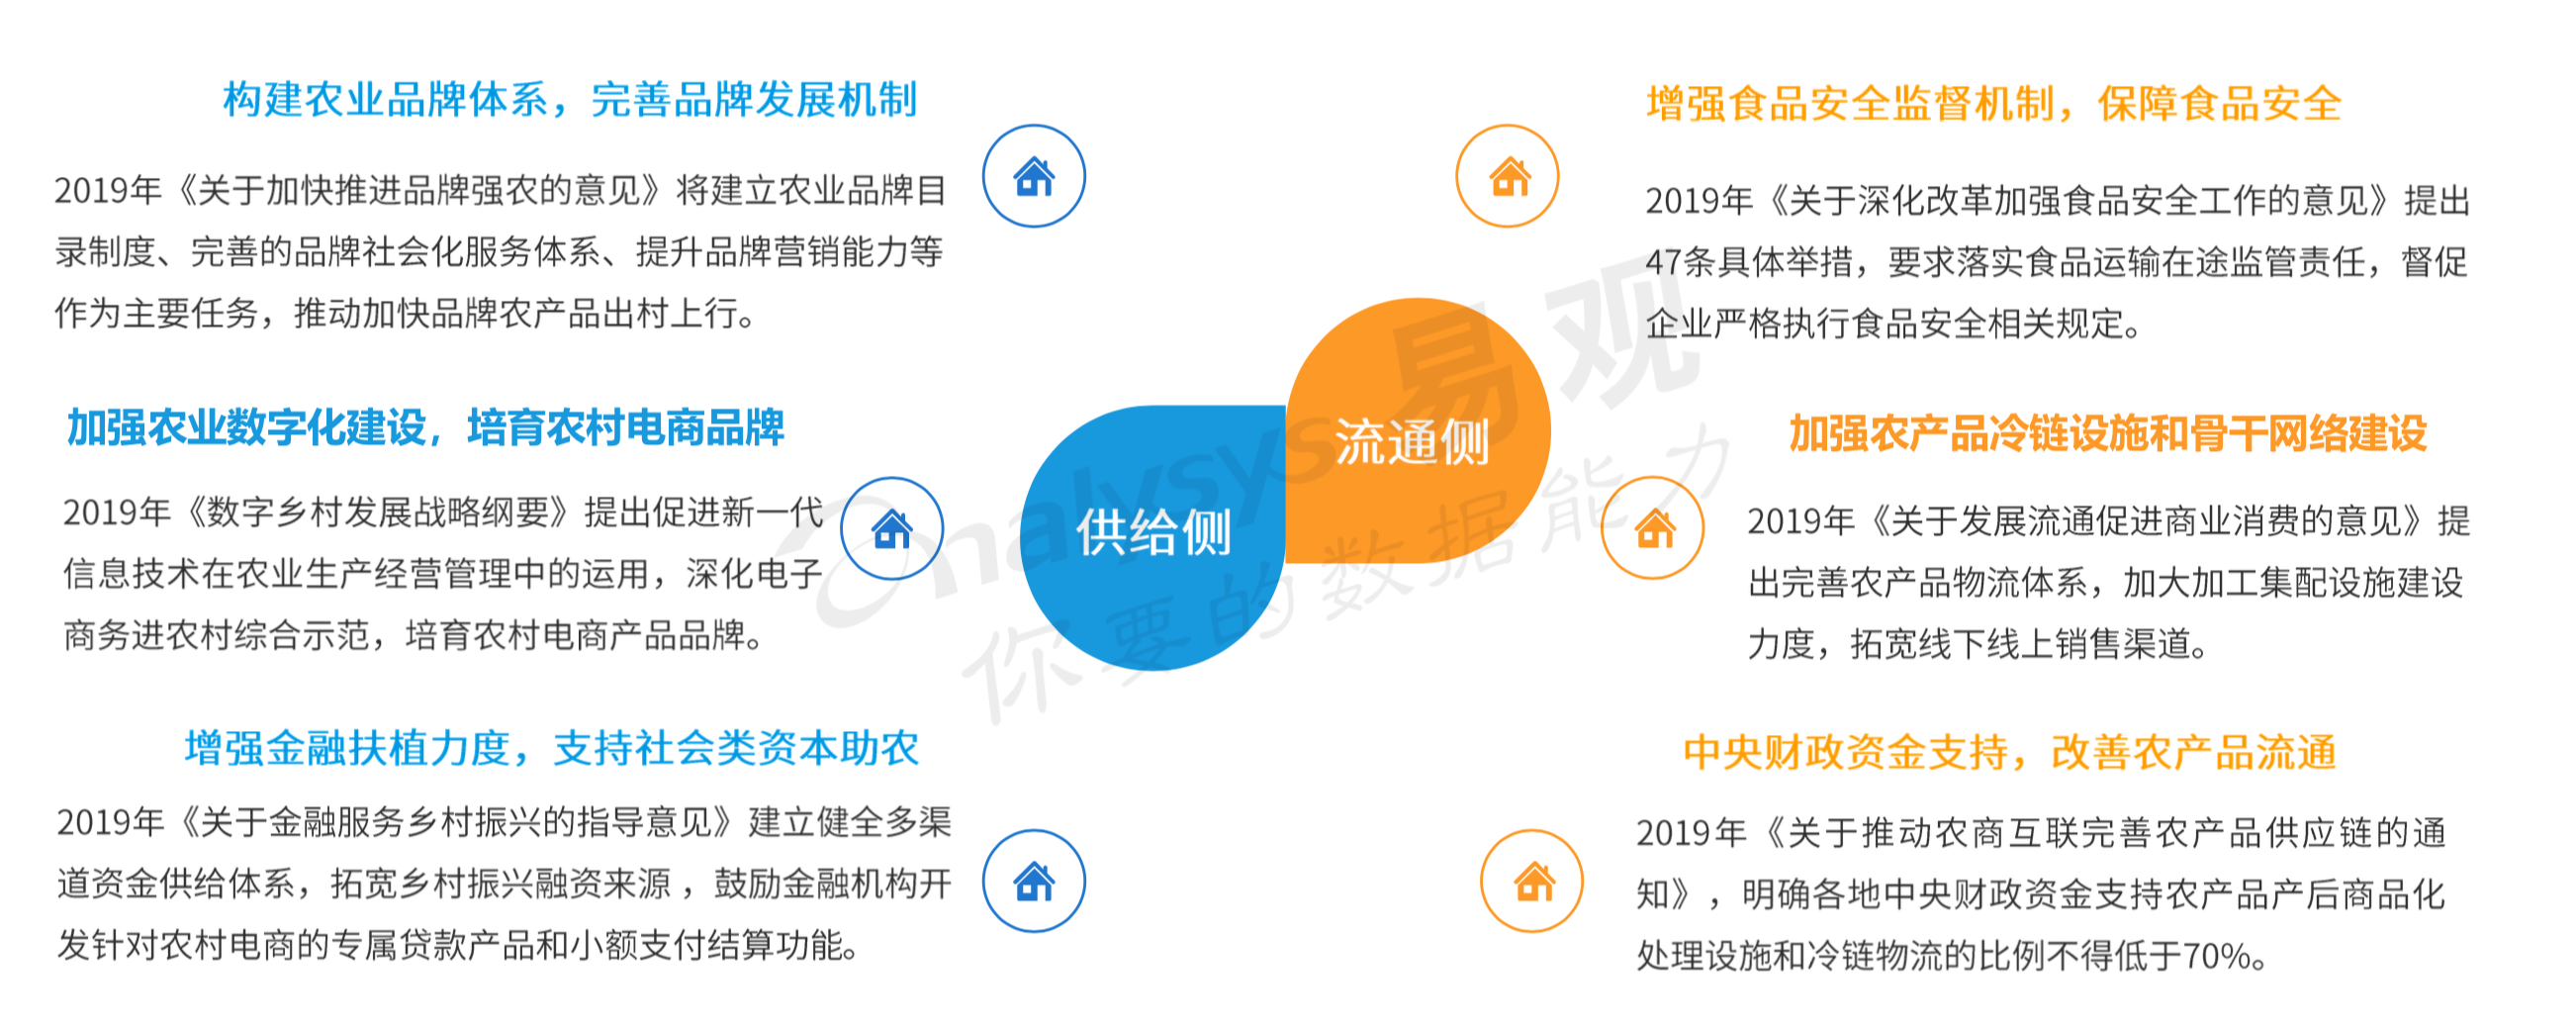 构建农业品牌体系，完善品牌发展机制
2019年《关于加快推进品牌强农的意见》将建立农业品牌目
录制度、完善的品牌社会化服务体系、提升品牌营销能力等
作为主要任务，推动加快品牌农产品出村上行。
加强农业数字化建设，培育农村电商品牌
2019年《数字乡村发展战略纲要》提出促进新一代
信息技术在农业生产经营管理中的运用，深化电子
商务进农村综合示范，培育农村电商产品品牌。
增强金融扶植力度，支持社会类资本助农
2019年《关于金融服务乡村振兴的指导意见》建立健全多渠
道资金供给体系，拓宽乡村振兴融资来源 ，鼓励金融机构开
发针对农村电商的专属贷款产品和小额支付结算功能。
供给侧
流通侧
analysys易观
你要的数据能力
增强食品安全监督机制，保障食品安全
2019年《关于深化改革加强食品安全工作的意见》提出
47条具体举措，要求落实食品运输在途监管责任，督促
企业严格执行食品安全相关规定。
加强农产品冷链设施和骨干网络建设
2019年《关于发展流通促进商业消费的意见》提
出完善农产品物流体系，加大加工集配设施建设
力度，拓宽线下线上销售渠道。
中央财政资金支持，改善农产品流通
2019年《关于推动农商互联完善农产品供应链的通
知》，明确各地中央财政资金支持农产品产后商品化
处理设施和冷链物流的比例不得低于70%。